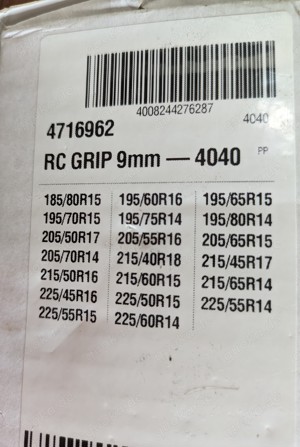 4008244276287
4040
4716962
RC GRIP 9mm — 4040 PP
185/80R15 195/60R16 195/65R15
195/70R15 195/75R14 195/80R14
205/50R17 205/55R16 205/65R15
205/70R14 215/40R18 215/45R17
215/50R16 215/60R15 215/65R14
225/45R16 225/50R15 225/55R14
225/55R15 225/60R14